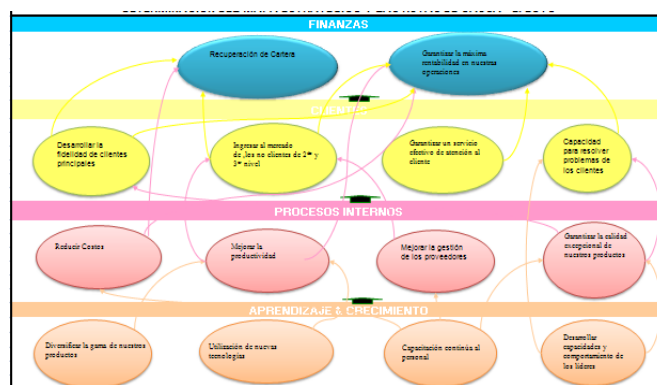 FINANZAS
Recuperación de Cartera
Garantizar la máxima
rentabilidad en nuestras
operaciones
Desarrollar la
fidelidad de clientes
principales
Ingresar al mercado
de ,los no clientes de 2do y
3er nivel
Garantizar un servicio
efectivo de atención al
cliente
Capacidad
para resolver
problemas de
los clientes
PROCESOS INTERNOS
Reducir Costos
Mejorar la
productividad
Mejorar la gestión
de los proveedores
Garantizar la calidad
excepcional de
nuestros productos
APRENDIZAJE & CRECIMIENTO
Diversificar la gama de nuestros
productos
Utilización de nuevas
tecnologías
Capacitación continúa al
personal
Desarrollar
capacidades y
comportamiento de
los líderes